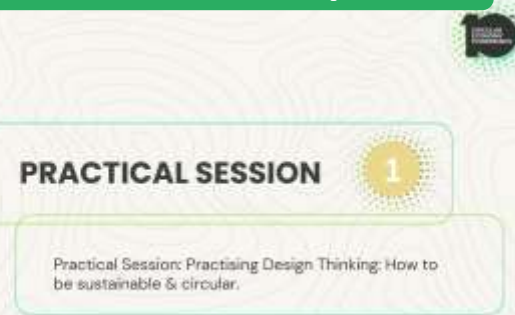 PRACTICAL SESSION
1
Practical Session: Practising Design Thinking: How to
be sustainable & circular.